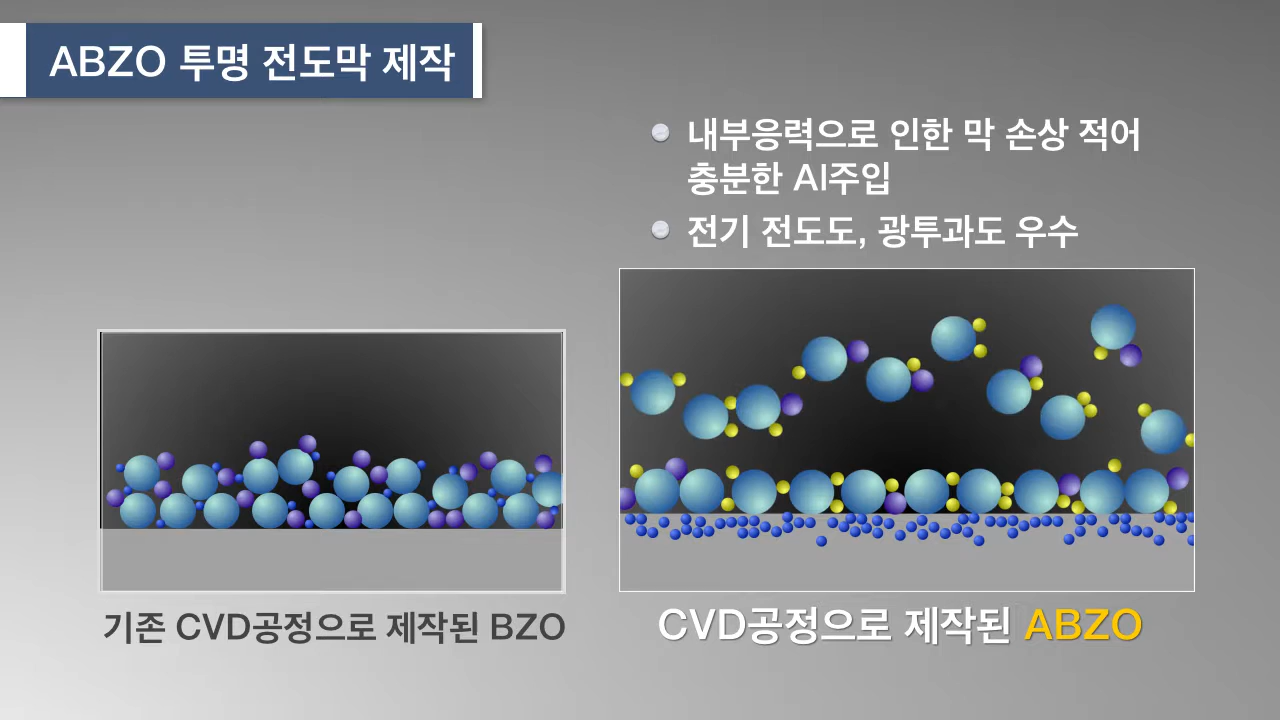 ABZO 투명 전도막 제작
내부응력으로 인한 막 손상 적어
충분한 Al주입
전기 전도도, 광투과도 우수
기존 CVD공정으로 제작된 BZO
CVD공정으로 제작된 ABZO